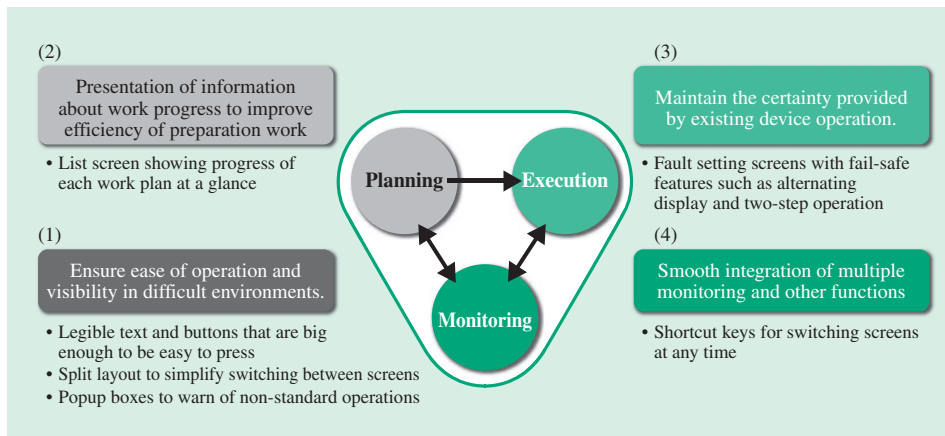 (2)
Presentation of information
about work progress to improve
efficiency of preparation work
• List screen showing progress of
each work plan at a glance
(1)
Ensure ease of operation and
visibility in difficult environments.
• Legible text and buttons that are big
enough to be easy to press
• Split layout to simplify switching between screens
• Popup boxes to warn of non-standard operations
Planning
Execution
Monitoring
(3)
Maintain the certainty provided
by existing device operation.
• Fault setting screens with fail-safe
features such as alternating
display and two-step operation
(4)
Smooth integration of multiple
monitoring and other functions
• Shortcut keys for switching screens
at any time